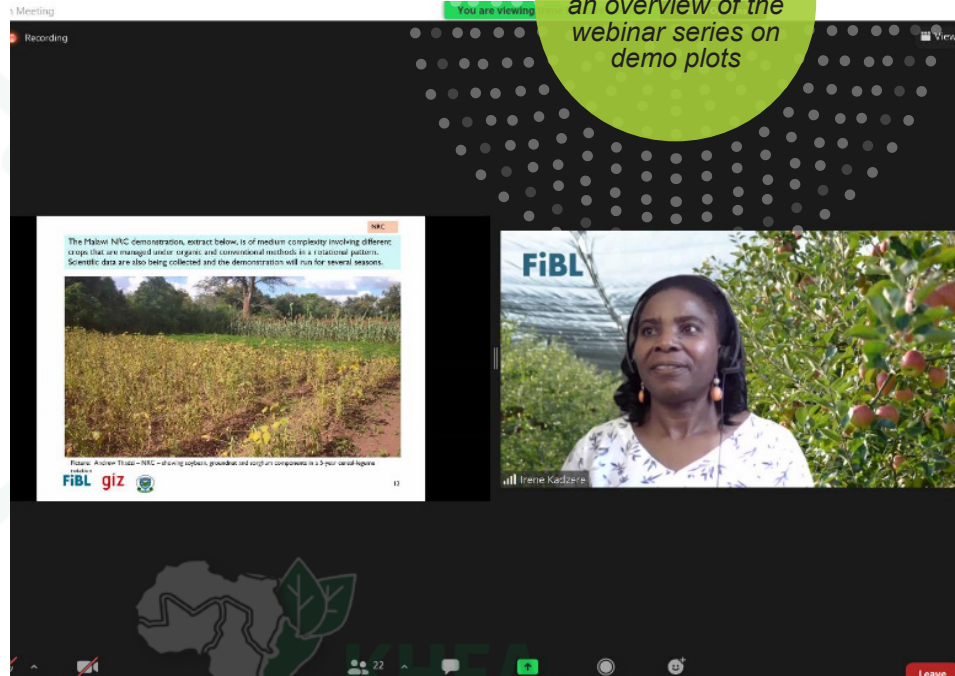 Meeting
You are viewing
an overview of the
webinar series on
demo plots
Recording
View
NRC
The Malawi NRC demonstration, extract below, is of medium complexity involving different
crops that are managed under organic and conventional methods in a rotational pattern.
Scientific data are also being collected and the demonstration will run for several seasons.
Picture: Andrew – NRC – showing soybean, groundnut and sorghum components in a 5-year cereal-legume
rotation
FiBL giz
12
FiBL
Irene Kadzere
KHEA
22
Leave